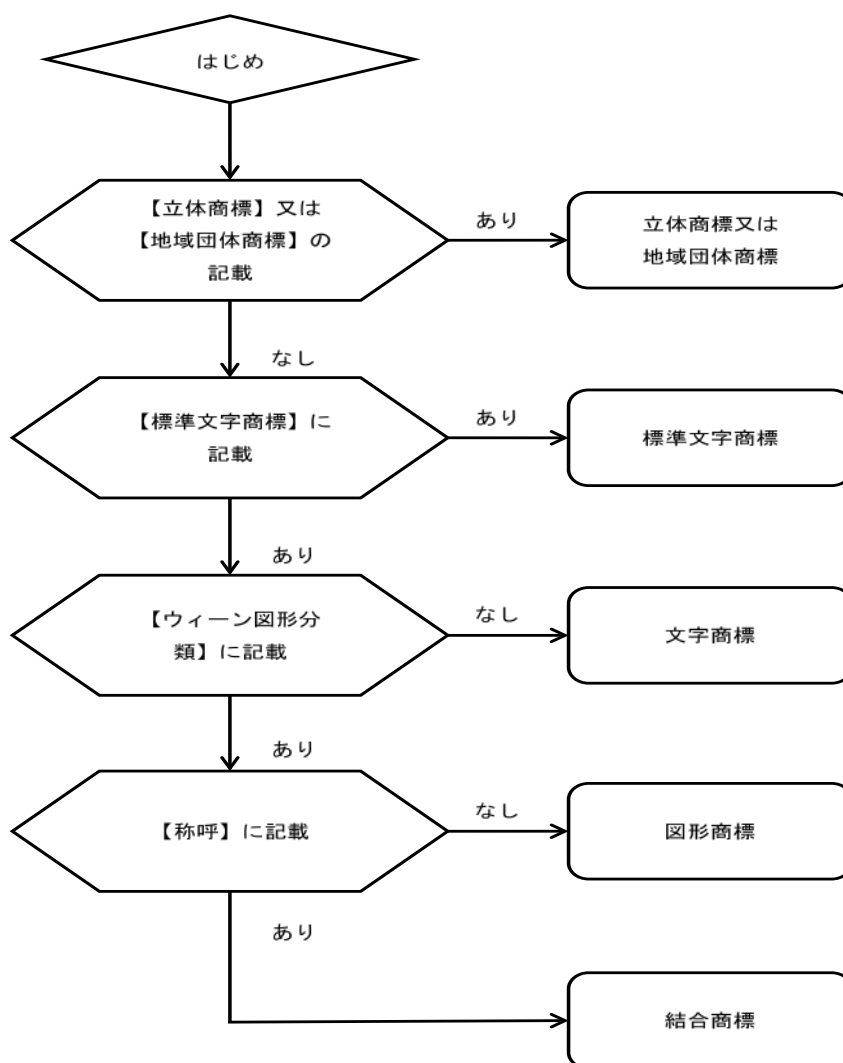 はじめ
【立体商標】又は
【地域団体商標】の
記載
あり
立体商標又は
地域団体商標
なし
【標準文字商標】に
記載
あり
標準文字商標
あり
【ウィーン図形分
類】に記載
なし
文字商標
あり
【称呼】に記載
なし
図形商標
あり
結合商標